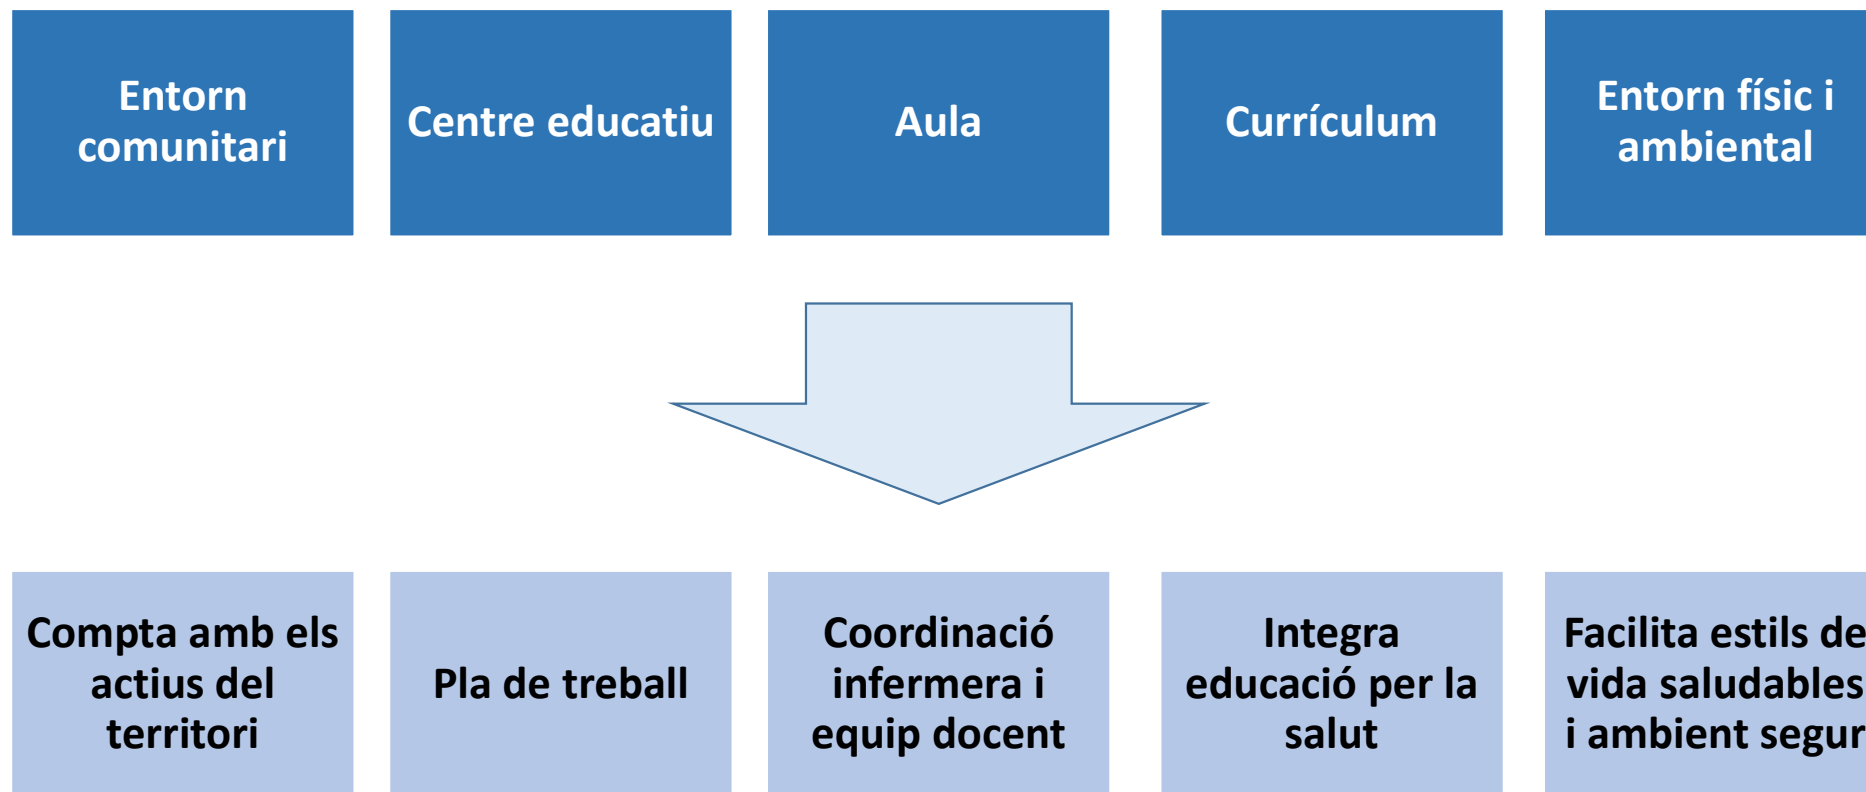 Entorn
comunitari
Centre educatiu
Aula
Currículum
Entorn físic i
ambiental
Compta amb els
actius del
territori
Pla de treball
Coordinació
infermera i
equip docent
Integra
educació per la
salut
Facilita estils de
vida saludables
i ambient segur